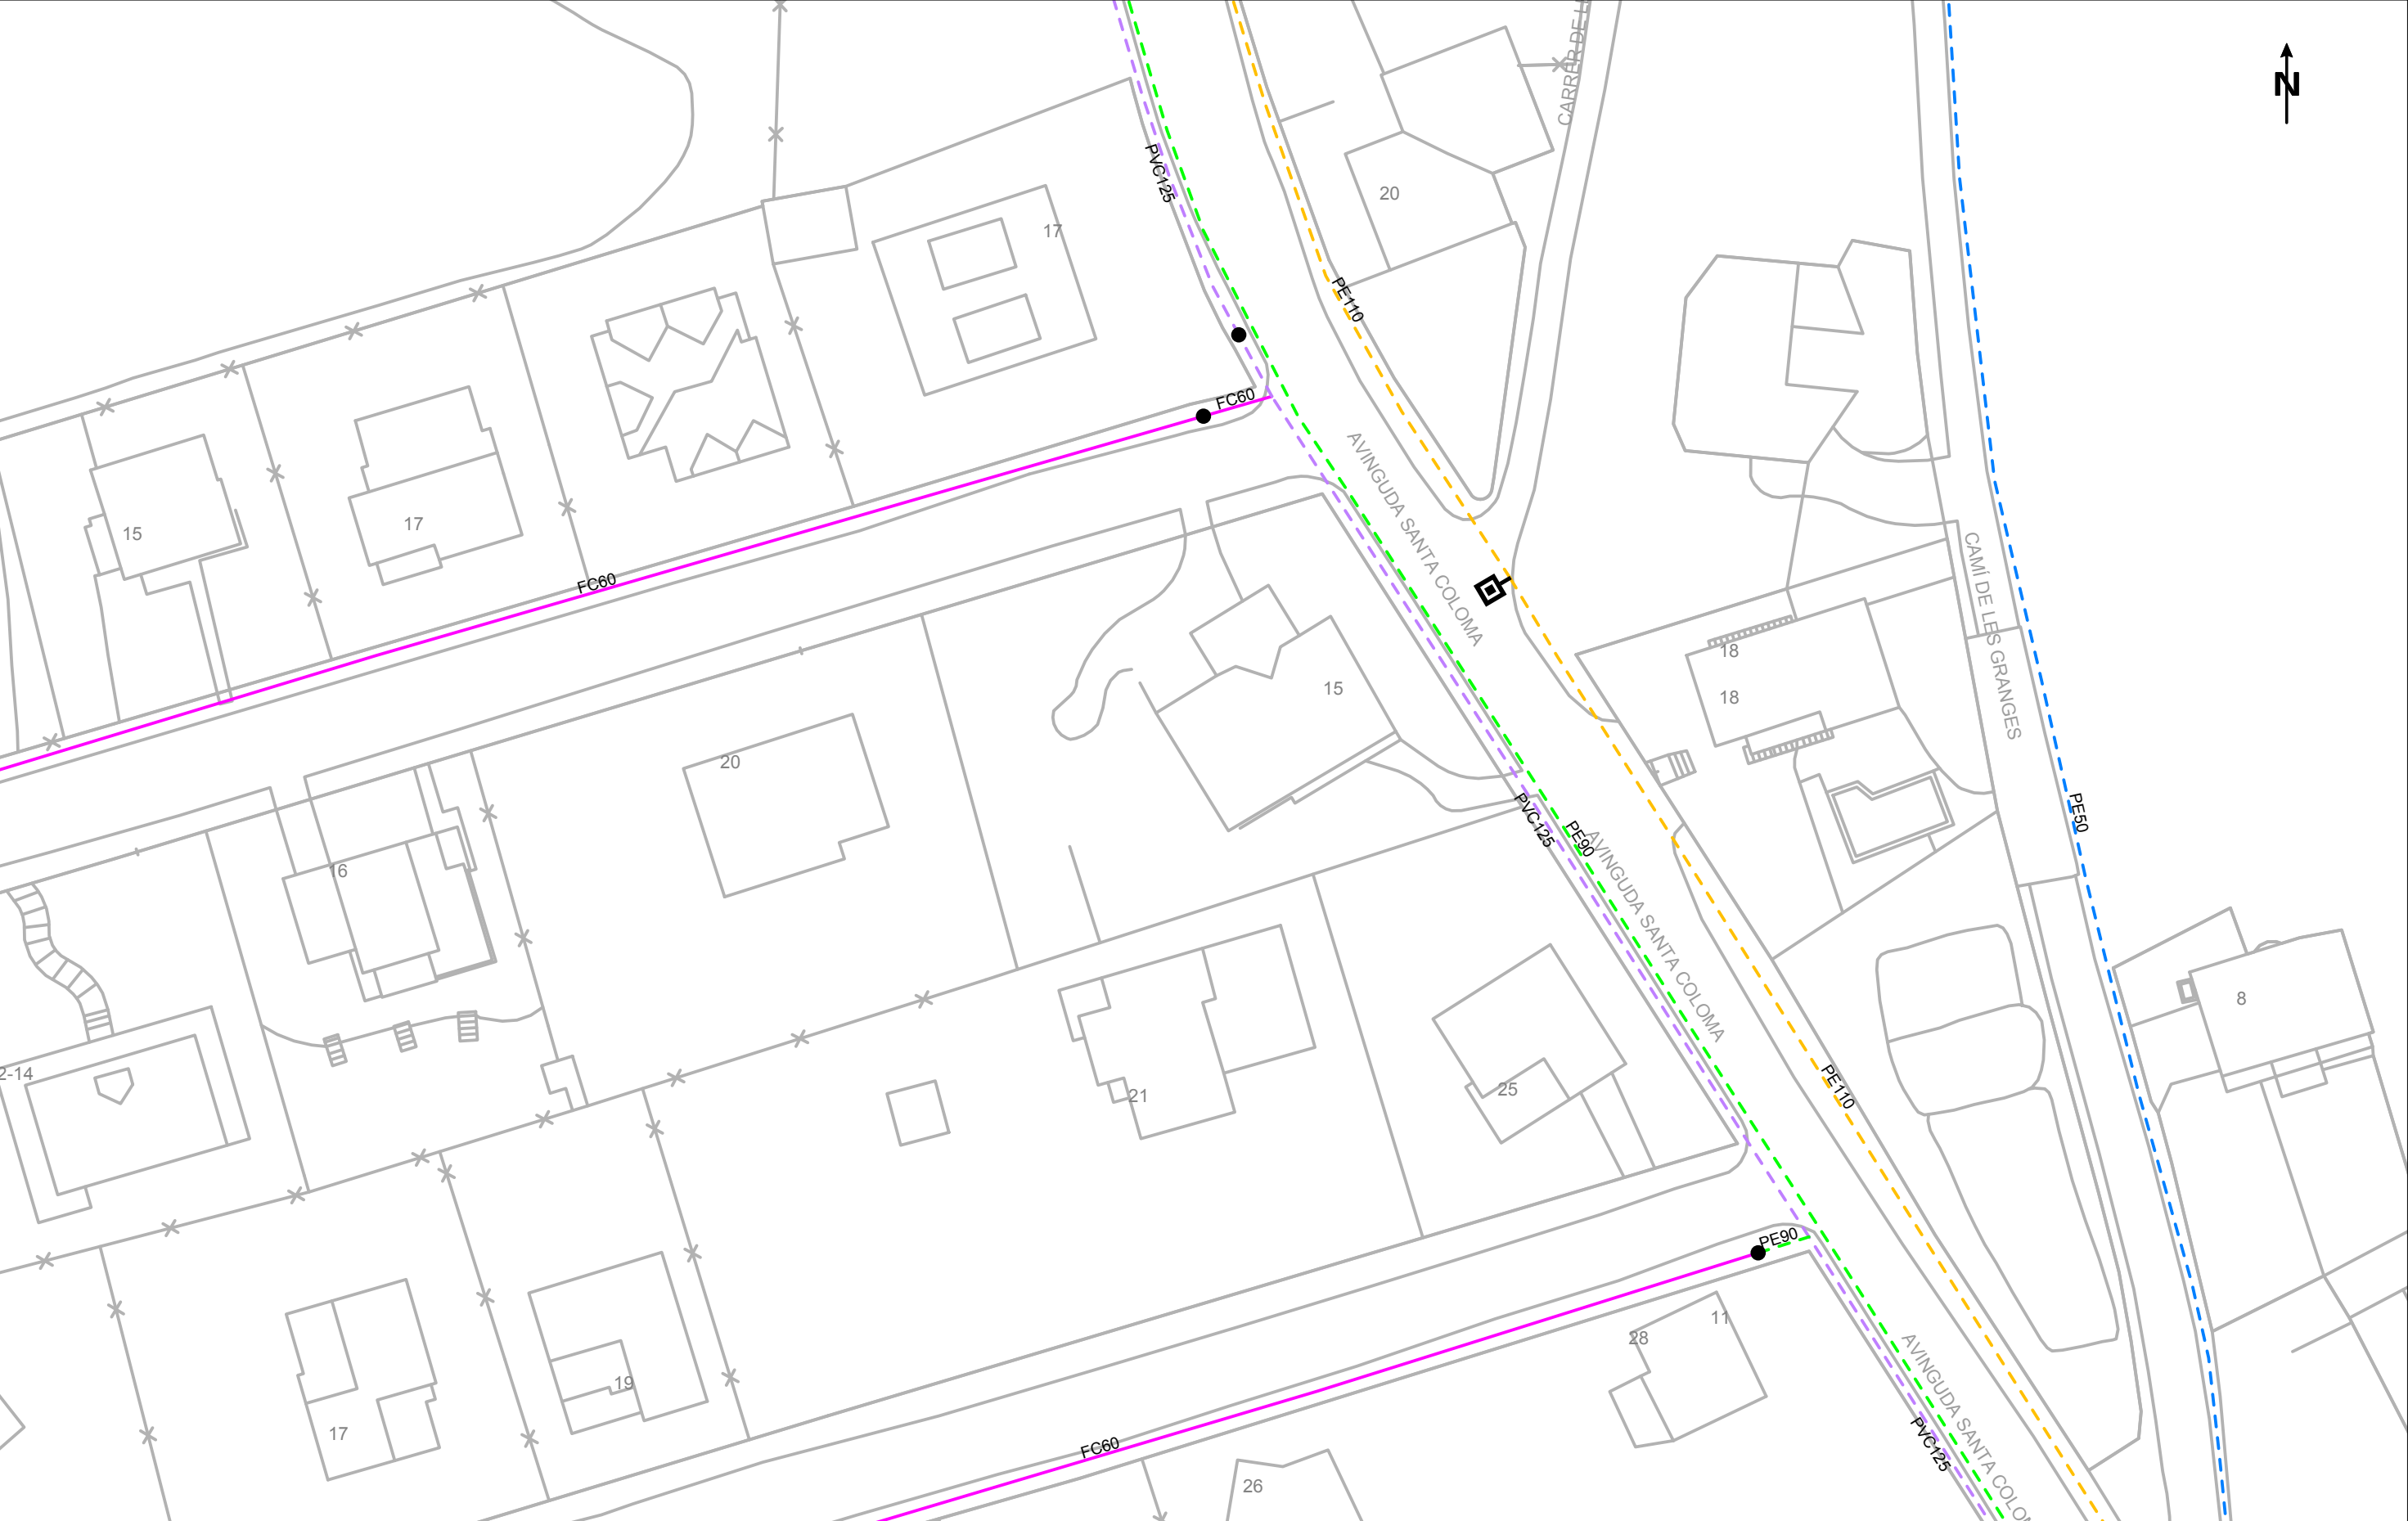 CARRER DE L
N
PVC125
20
17
PE110
FC60
AVINGUDA SANTA COLOMA
15
17
FC60
CAMÍ DE LES GRANGES
18
18
15
20
PVC125
PE90
AVINGUDA SANTA COLOMA
PE50
16
8
2-14
21
25
PE110
PE90
11
28
19
17
FC60
26
PVC125
AVINGUDA SANTA COLOM